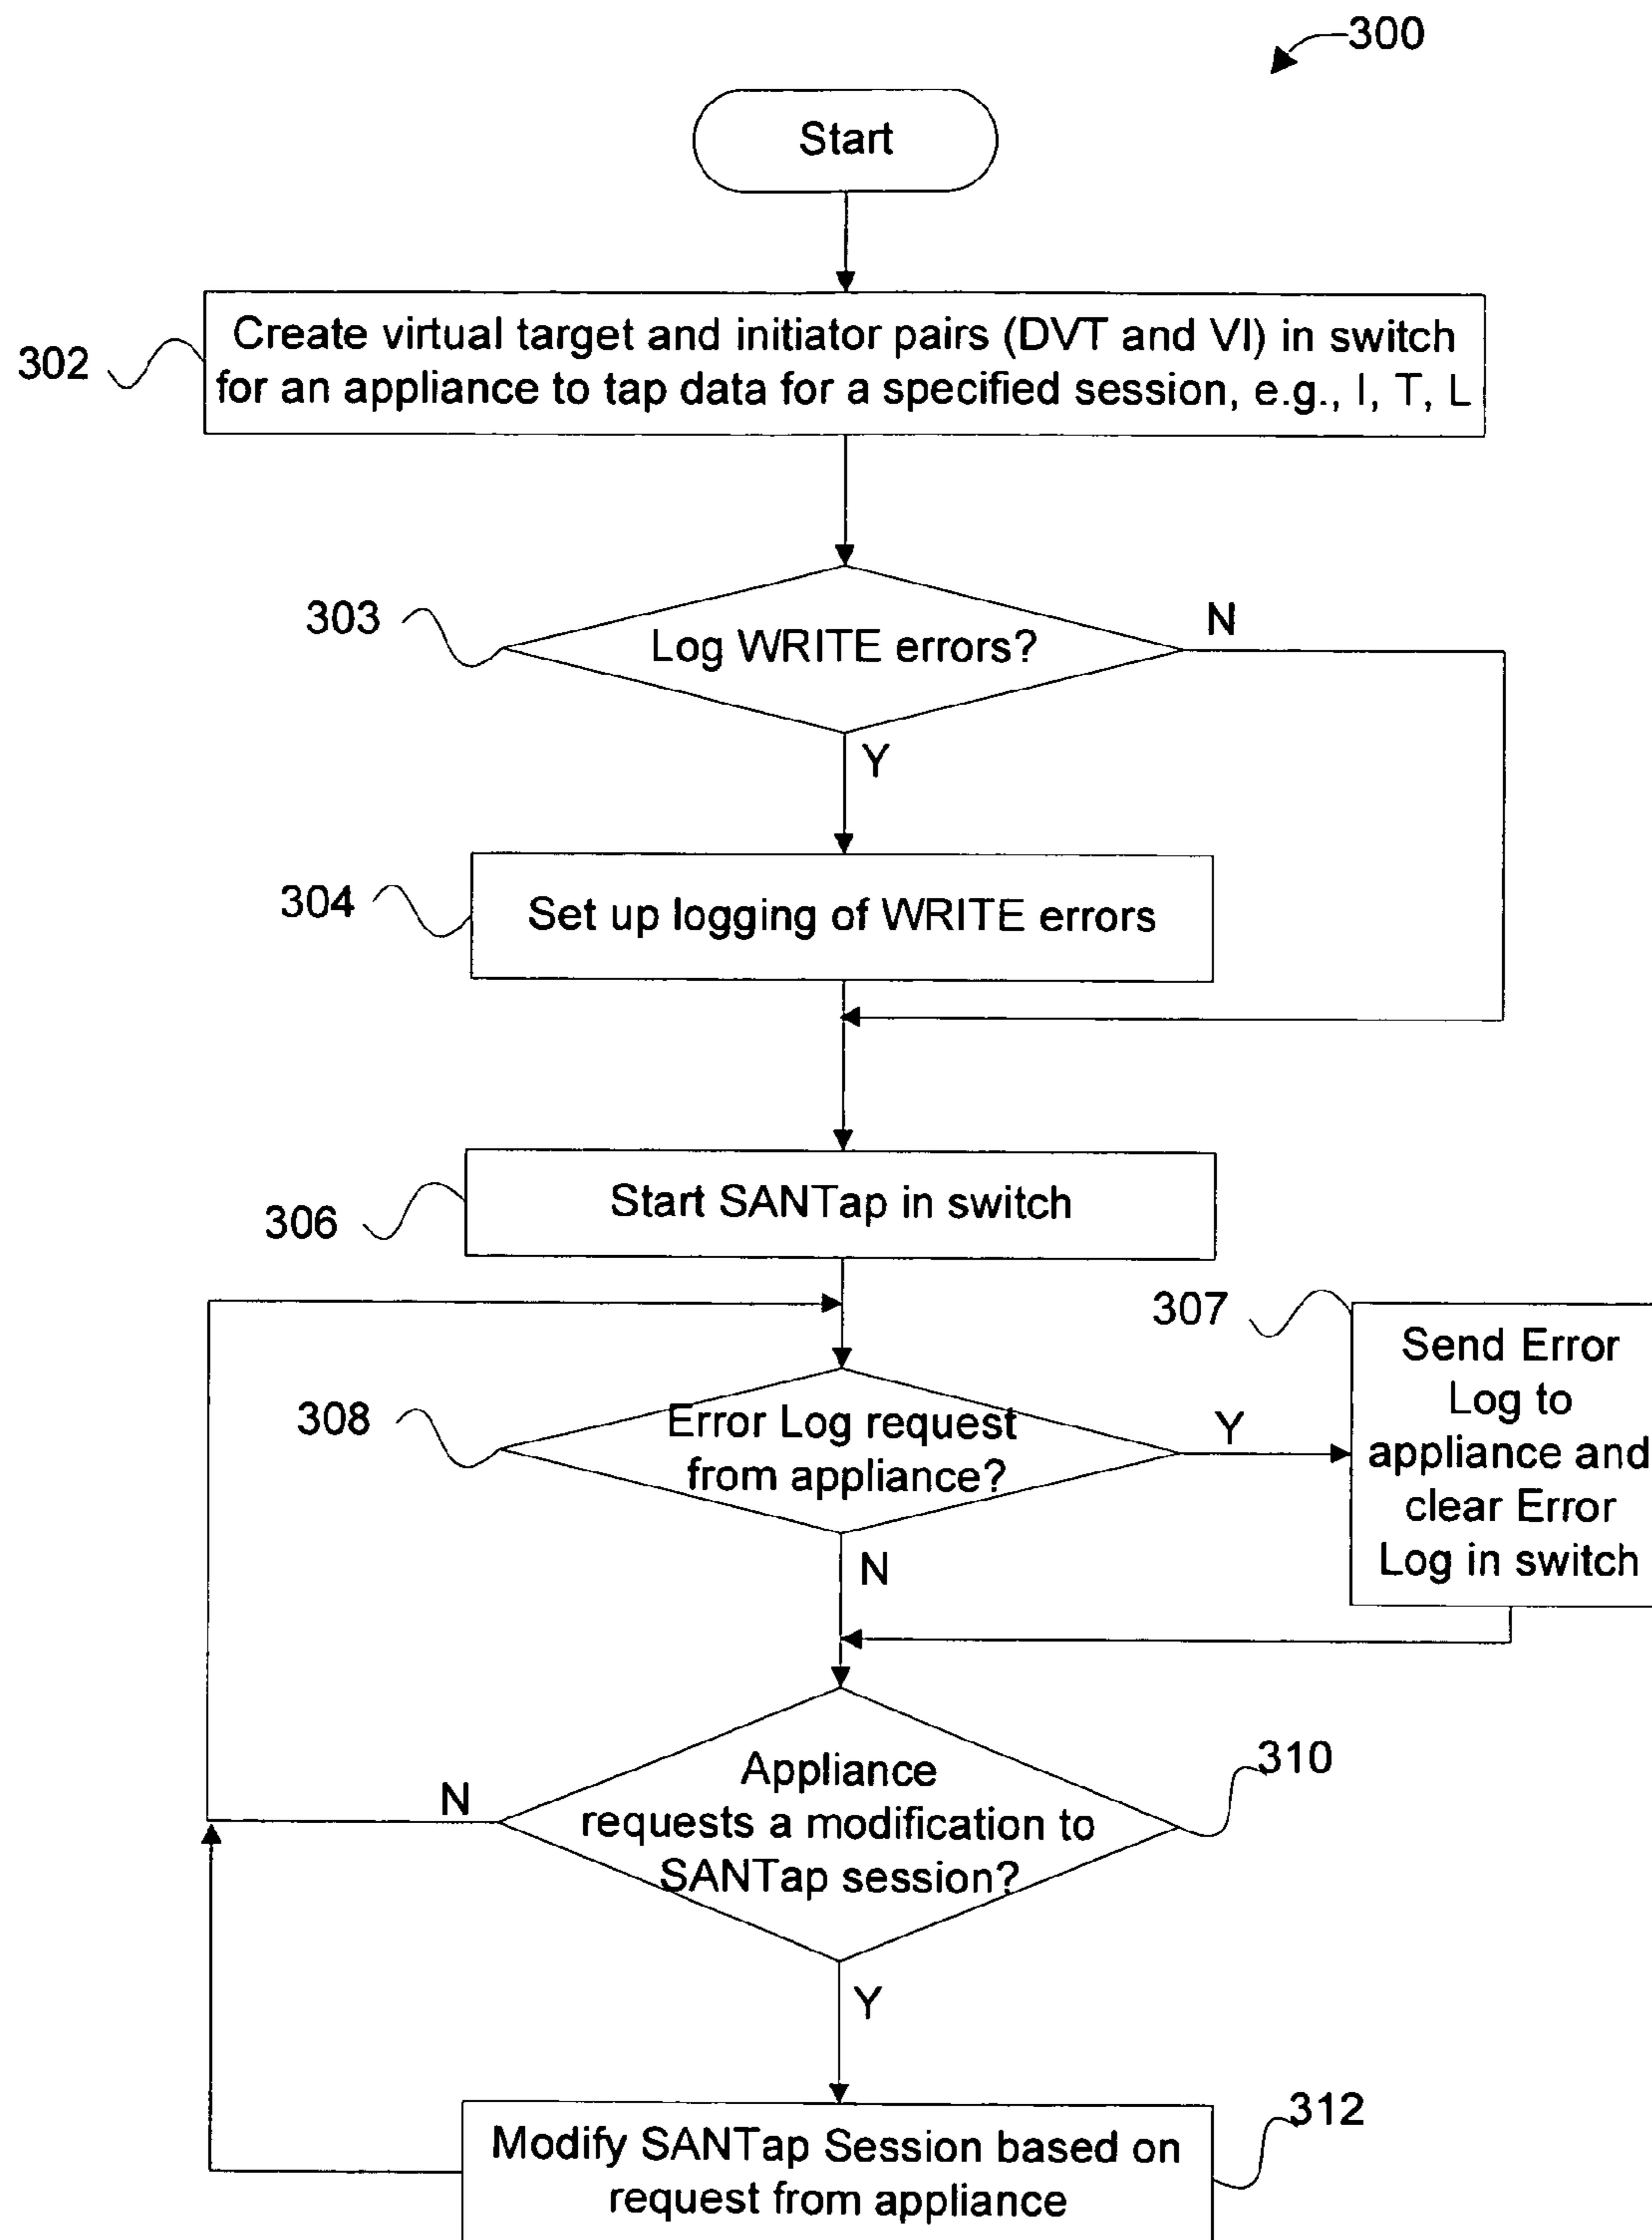 300
Start
302
Create virtual target and initiator pairs (DVT and VI) in switch
for an appliance to tap data for a specified session, e.g., I, T, L
303
Log WRITE errors?
N
Y
304
Set up logging of WRITE errors
306
Start SANTap in switch
307
Send Error
Log to
appliance and
clear Error
Log in switch
308
Error Log request
from appliance?
Y
N
310
Appliance
requests a modification to
SANTap session?
N
Y
312
Modify SANTap Session based on
request from appliance